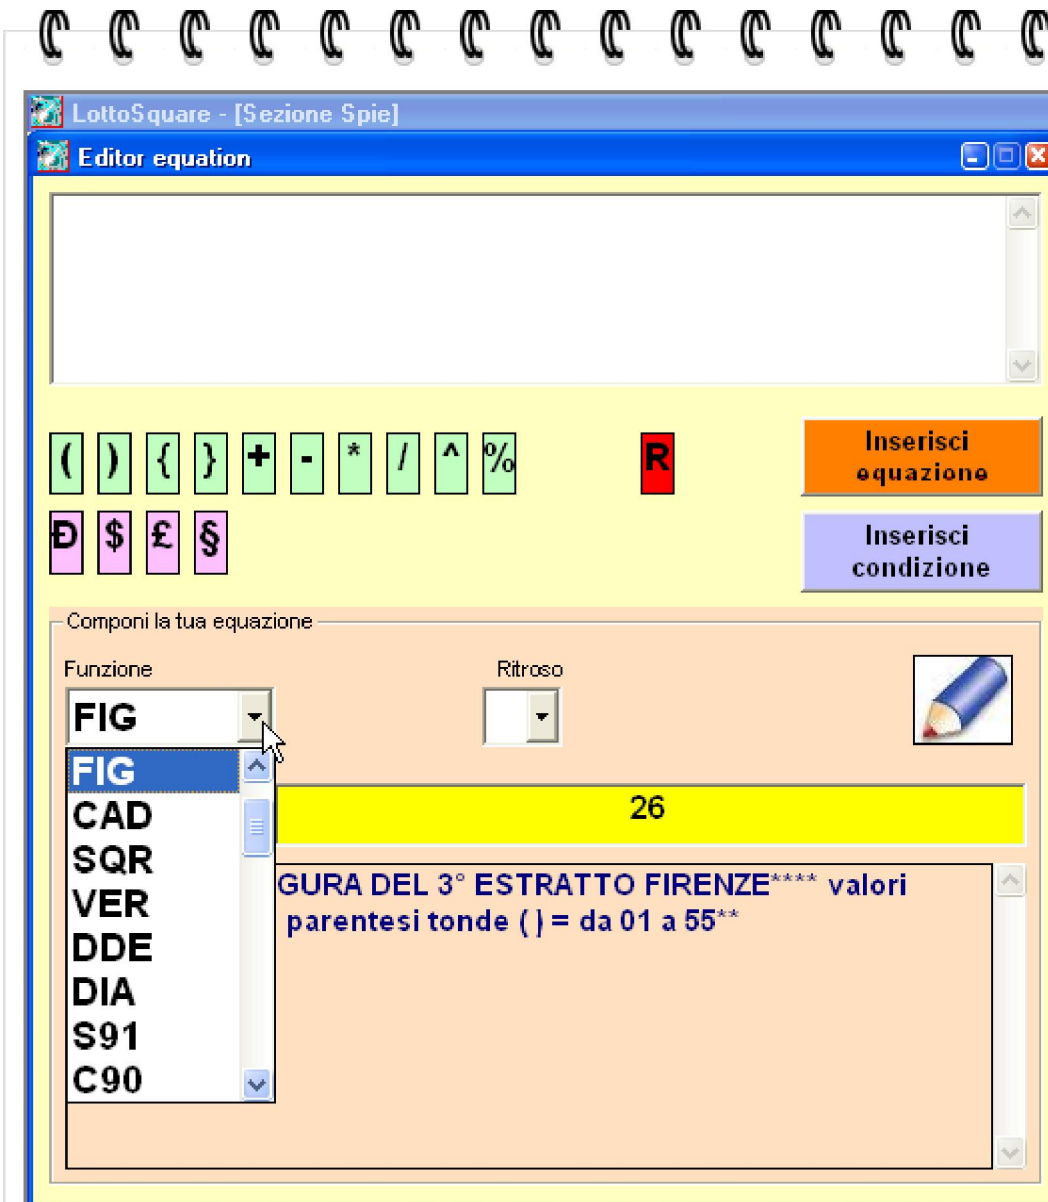 LottoSquare - [Sezione Spie]
Editor equation
( ) { } + - * / ^ % R
Inserisci
equazione
Đ $ £ §
Inserisci
condizione
Componi la tua equazione
Funzione Ritroso
FIG
FIG
CAD
SQR
VER
DDE
DIA
S91
C90
26
GURA DEL 3° ESTRATTO FIRENZE**** valori
parentesi tonde ( ) = da 01 a 55**